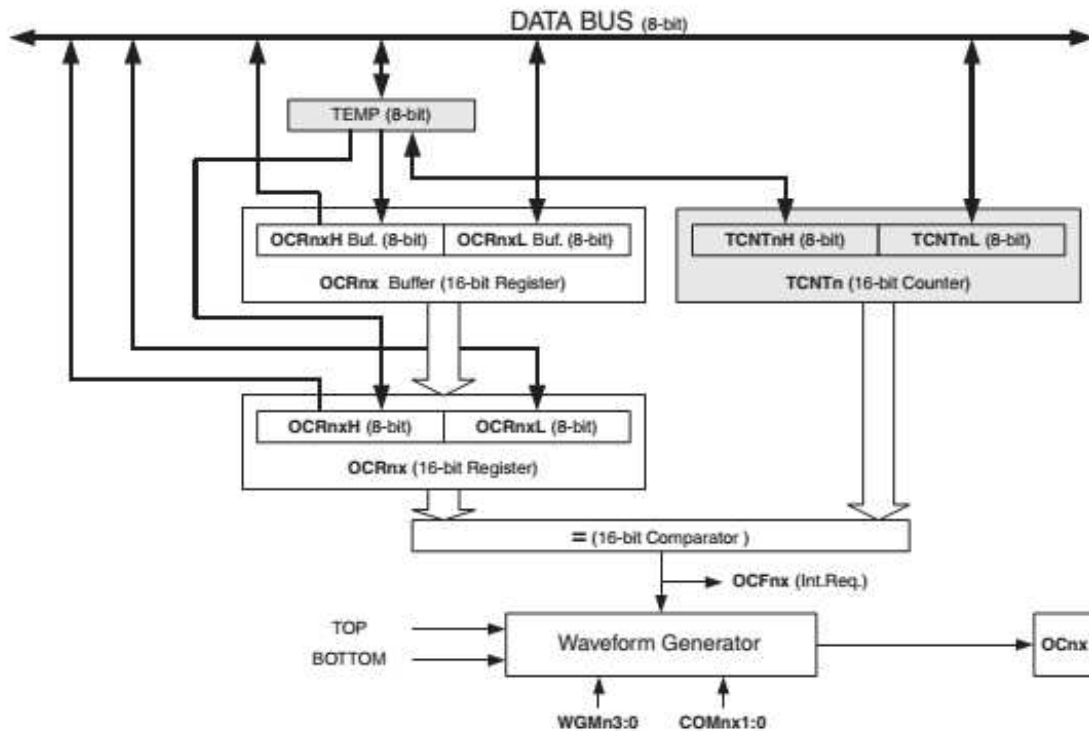 DATA BUS (8-bit)
TEMP (8-bit)
OCRnxH Buf. (8-bit) OCRnxL Buf. (8-bit)
OCRnx Buffer (16-bit Register)
TCNTnH (8-bit) TCNTnL (8-bit)
TCNTn (16-bit Counter)
OCRnxH (8-bit) OCRnxL (8-bit)
OCRnx (16-bit Register)
= (16-bit Comparator )
OCFnx (Int.Req.)
TOP
BOTTOM
Waveform Generator
OCnx
WGMn3:0 COMnx1:0